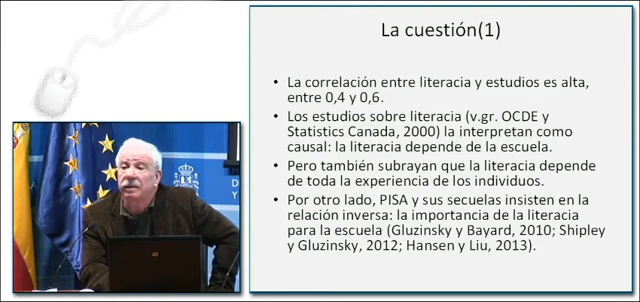 La cuestión(1)
• La correlación entre literacia y estudios es alta,
entre 0,4 y 0,6.
• Los estudios sobre literacia (v.gr. OCDE y
Statistics Canada, 2000) la interpretan como
causal: la literacia depende de la escuela.
• Pero también subrayan que la literacia depende
de toda la experiencia de los individuos.
• Por otro lado, PISA y sus secuelas insisten en la
relación inversa: la importancia de la literacia
para la escuela (Gluzinsky y Bayard, 2010; Shipley
y Gluzinsky, 2012; Hansen y Liu, 2013).